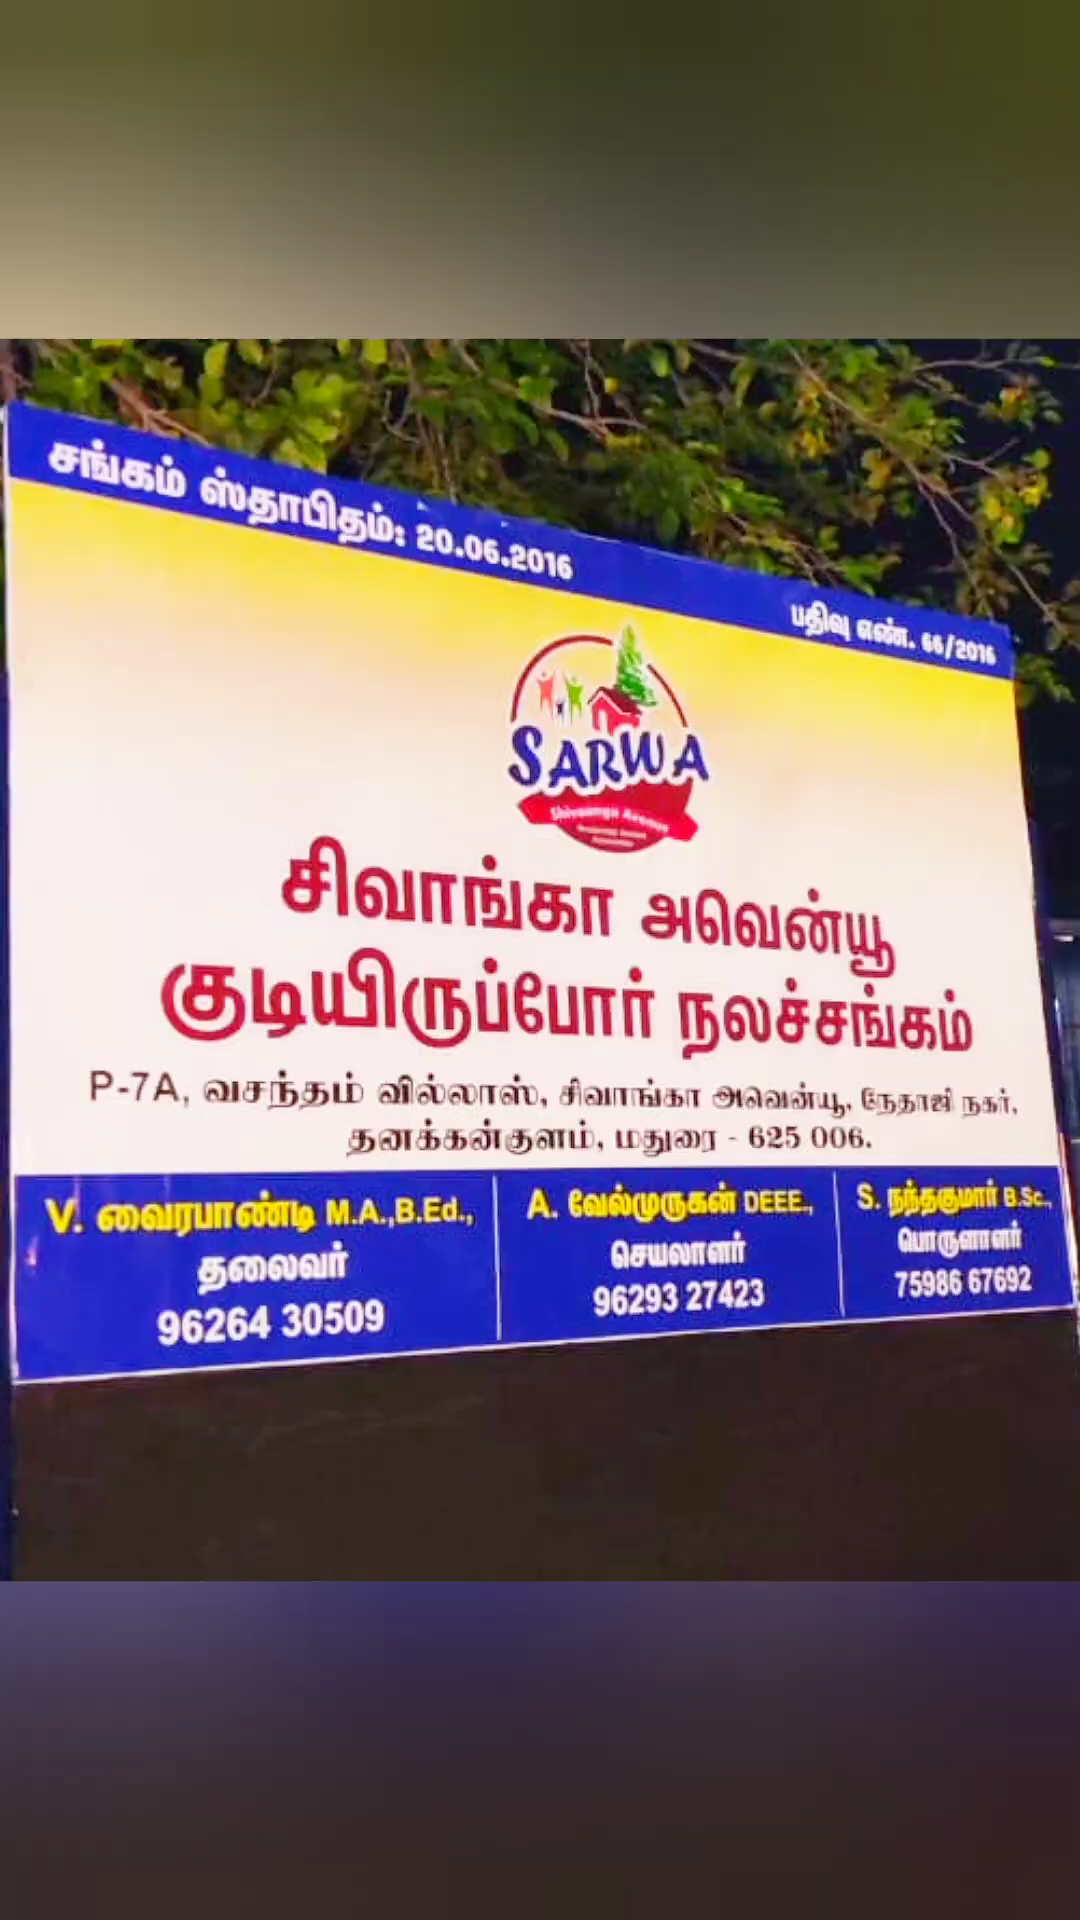 சங்கம் ஸ்தாபிதம்: 20.06.2016
பதிவு எண். 66/2016
SARWA
Shivaanga Avenue
சிவாங்கா அவென்யூ
குடியிருப்போர் நலச்சங்கம்
P-7A, வசந்தம் வில்லாஸ், சிவாங்கா அவென்யூ, நேதாஜி நகர்,
தனக்கன்குளம், மதுரை - 625 006.
V. வைரபாண்டி M.A.,B.Ed.,
தலைவர்
96264 30509
A. வேல்முருகன் DEEE.,
செயலாளர்
96293 27423
S. நந்தகுமார் B.Sc.,
பொருளாளர்
75986 67692